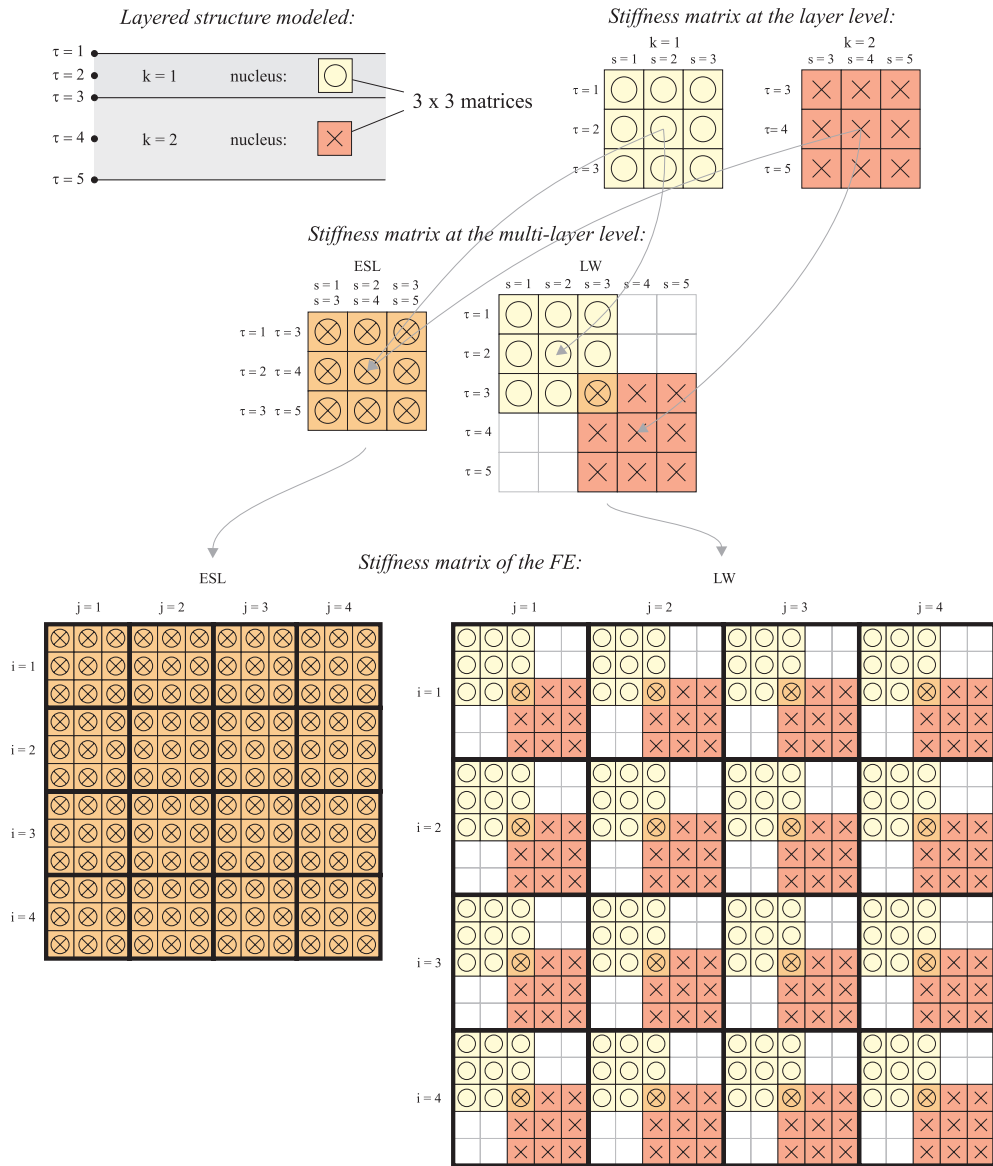 Layered structure modeled:
τ = 1
τ = 2
k = 1
nucleus:
τ = 3
3 x 3 matrices
τ = 4
k = 2
nucleus:
τ = 5
Stiffness matrix at the layer level:
k = 1
s = 1 s = 2 s = 3
τ = 1
τ = 2
τ = 3
k = 2
s = 3 s = 4 s = 5
τ = 3
τ = 4
τ = 5
Stiffness matrix at the multi-layer level:
ESL
s = 1 s = 2 s = 3
s = 3 s = 4 s = 5
τ = 1 τ = 3
τ = 2 τ = 4
τ = 3 τ = 5
LW
s = 1 s = 2 s = 3 s = 4 s = 5
τ = 1
τ = 2
τ = 3
τ = 4
τ = 5
Stiffness matrix of the FE:
ESL
j = 1 j = 2 j = 3 j = 4
i = 1
i = 2
i = 3
i = 4
LW
j = 1 j = 2 j = 3 j = 4
i = 1
i = 2
i = 3
i = 4